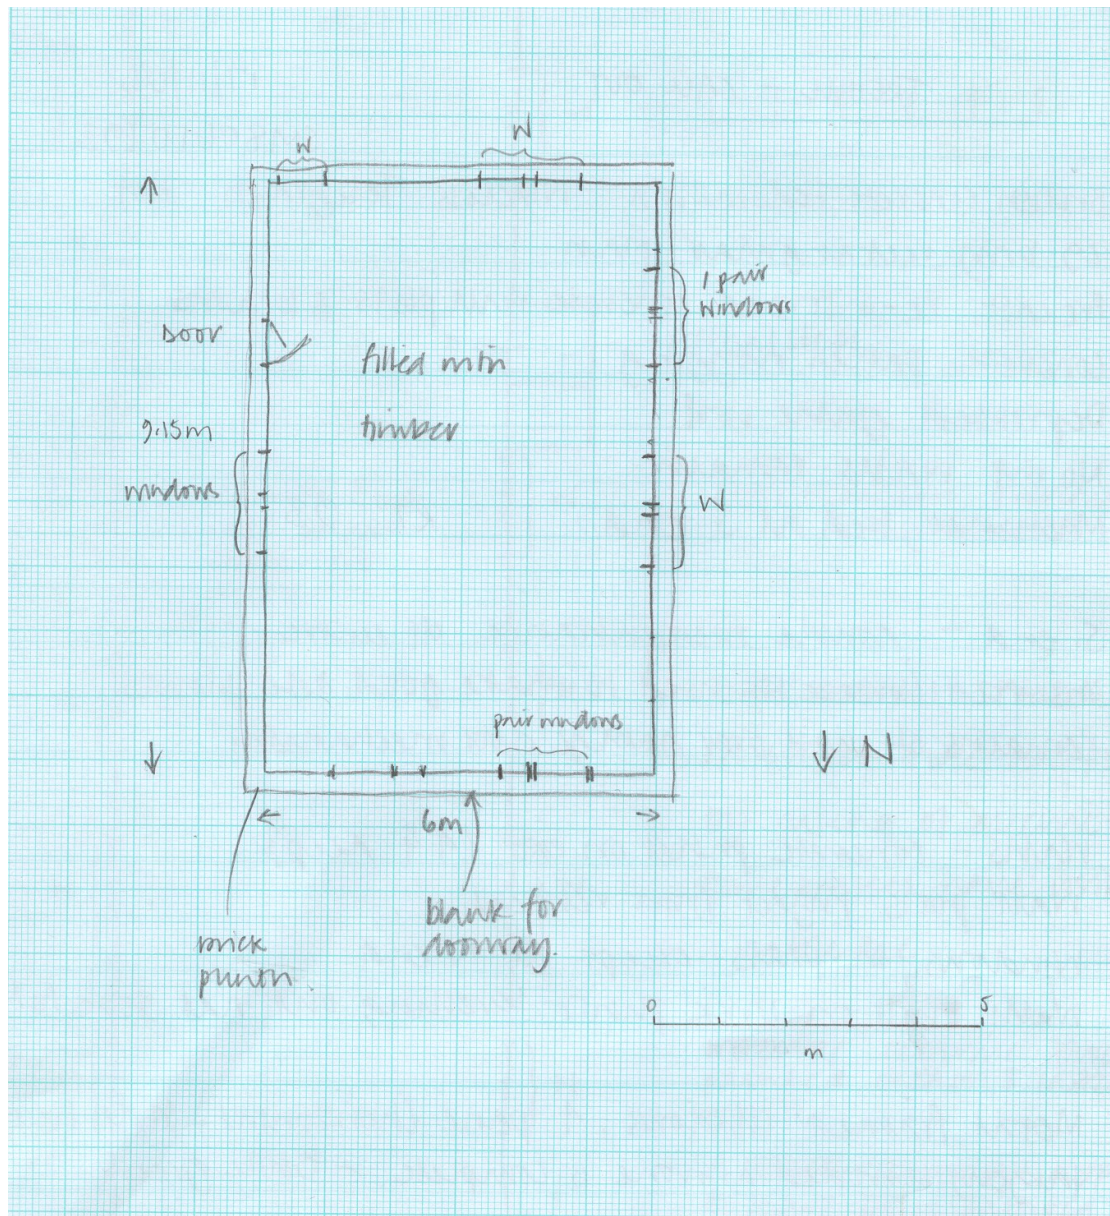 W
W
1 pair
windows
Door
filled with
timber
9.15m
windows
W
pair windows
N
6m
blank for
doorway.
brick
plinth.
0
5
m